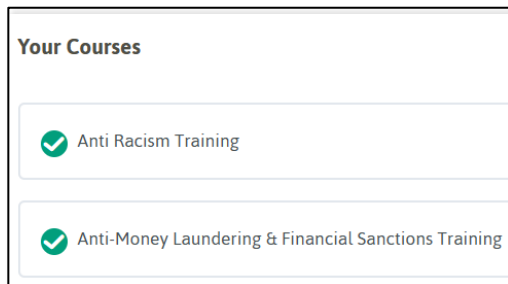 Your Courses
Anti Racism Training
Anti-Money Laundering & Financial Sanctions Training